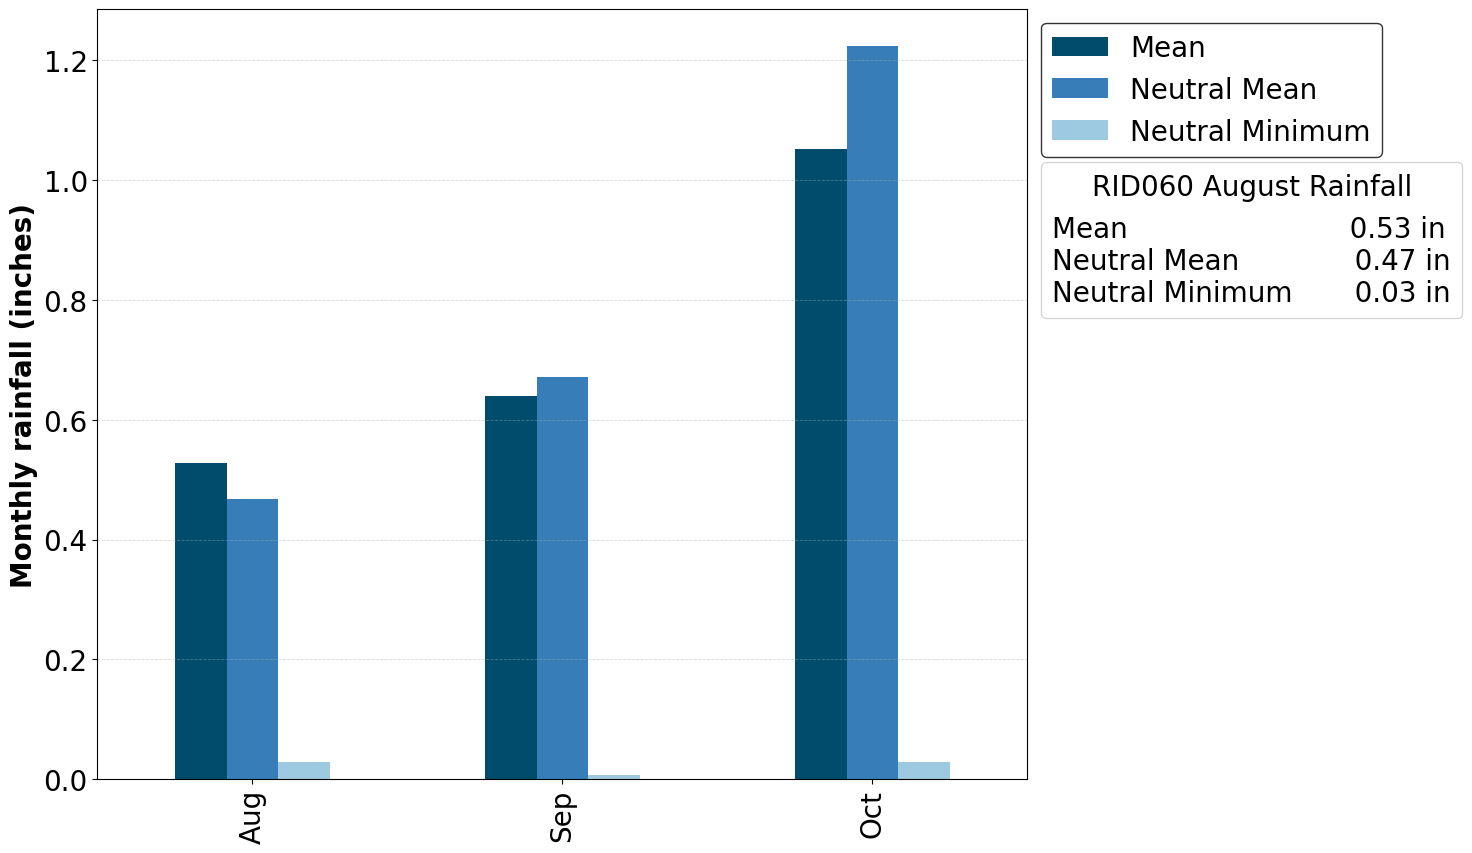 Monthly rainfall (inches)
1.2
1.0
0.8
0.6
0.4
0.2
0.0
Aug
Sep
Oct
Mean
Neutral Mean
Neutral Minimum
RID060 August Rainfall
Mean 0.53 in
Neutral Mean 0.47 in
Neutral Minimum 0.03 in